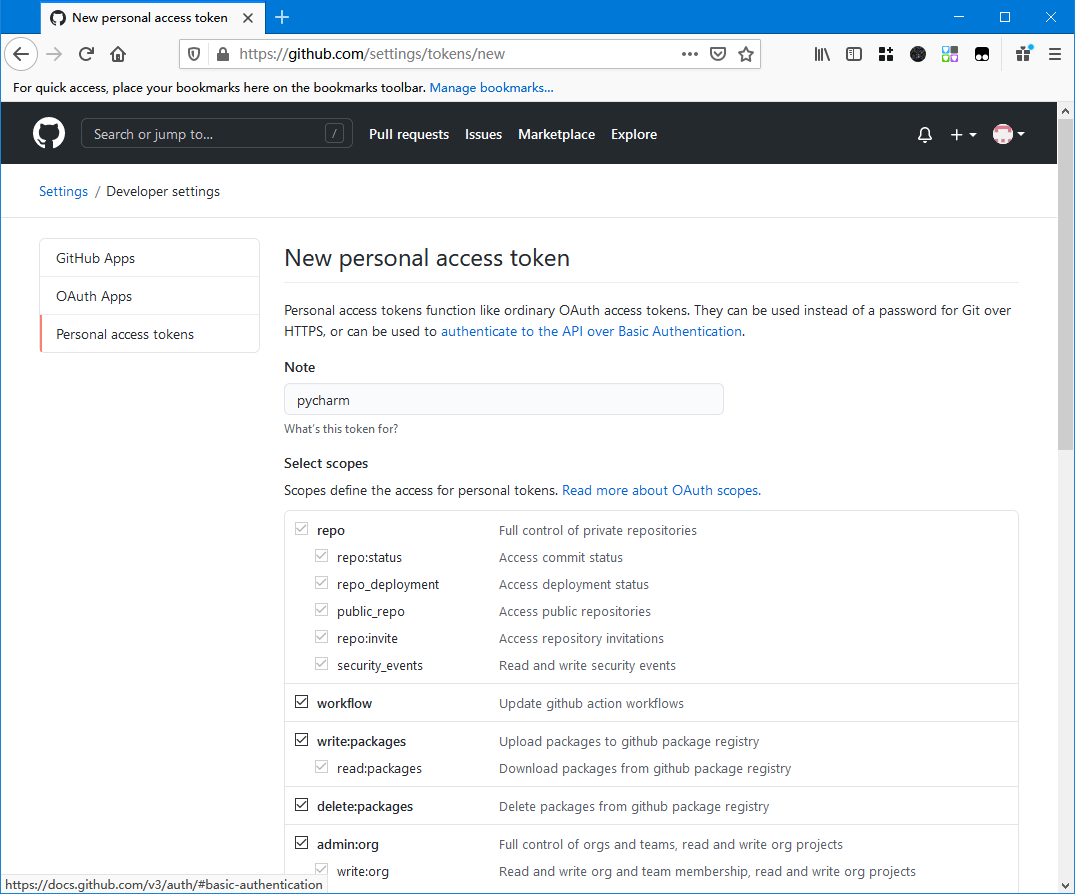 New personal access token
https://github.com/settings/tokens/new
For quick access, place your bookmarks here on the bookmarks toolbar. Manage bookmarks...
Search or jump to... / Pull requests Issues Marketplace Explore
Settings / Developer settings
GitHub Apps
OAuth Apps
Personal access tokens
New personal access token
Personal access tokens function like ordinary OAuth access tokens. They can be used instead of a password for Git over
HTTPS, or can be used to authenticate to the API over Basic Authentication.
Note
pycharm
What's this token for?
Select scopes
Scopes define the access for personal tokens. Read more about OAuth scopes.
repo Full control of private repositories
repo:status Access commit status
repo_deployment Access deployment status
public_repo Access public repositories
repo:invite Access repository invitations
security_events Read and write security events
workflow Update github action workflows
write:packages Upload packages to github package registry
read:packages Download packages from github package registry
delete:packages Delete packages from github package registry
admin:org Full control of orgs and teams, read and write org projects
write:org Read and write org and team membership, read and write org projects
https://docs.github.com/v3/auth/#basic-authentication